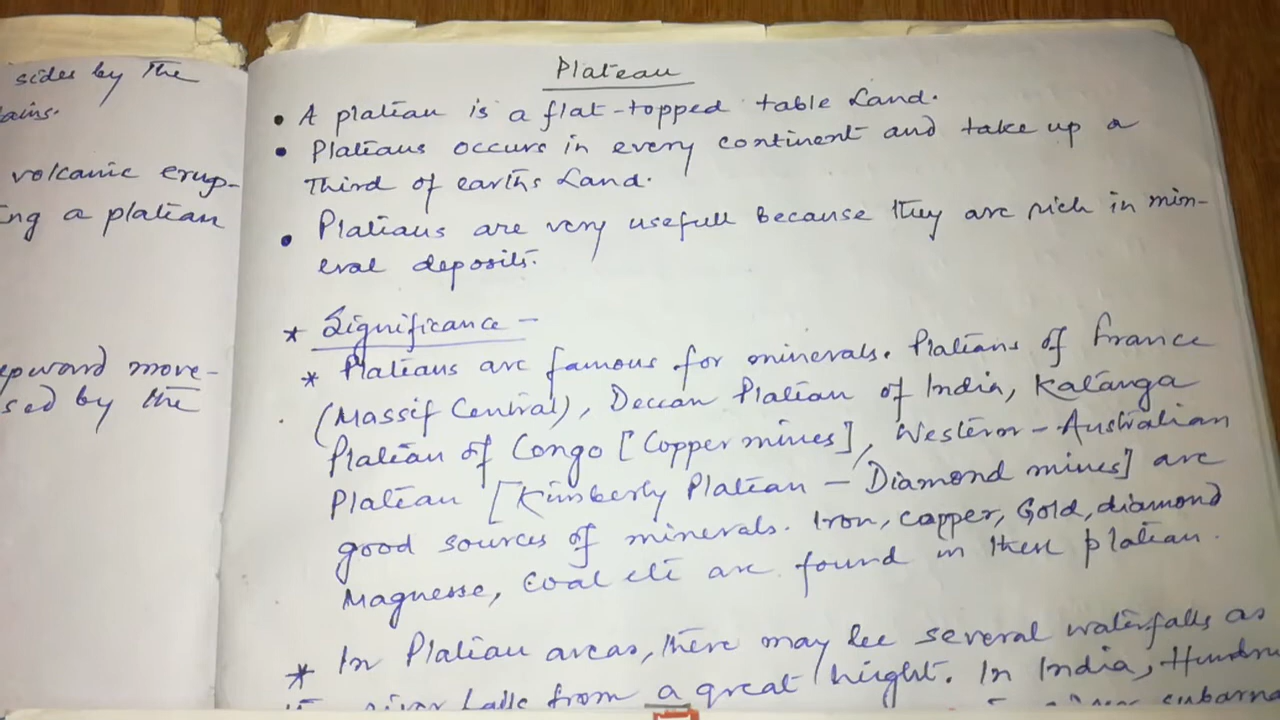 sides by the
ains.
volcanic erup-
ing a plateau
upward move-
sed by the
Plateau
• A plateau is a flat-topped table Land.
• Plateaus occurs in every continent and take up a
Third of earths Land.
• Plateaus are very usefull because they are rich in min-
eral deposits.
* Significance -
* Plateaus are famous for minerals. Plateaus of France
(Massif Central), Deccan Plateau of India, Katanga
Plateau of Congo [Copper mines], Western-Australian
Plateau [Kimberly Plateau - Diamond mines] are
good sources of minerals. Iron, Copper, Gold, diamond
Magnesse, Coal etc are found in these plateau.
* In Plateau areas, there may be several waterfalls as
river falls from a great height. In India, Hundru